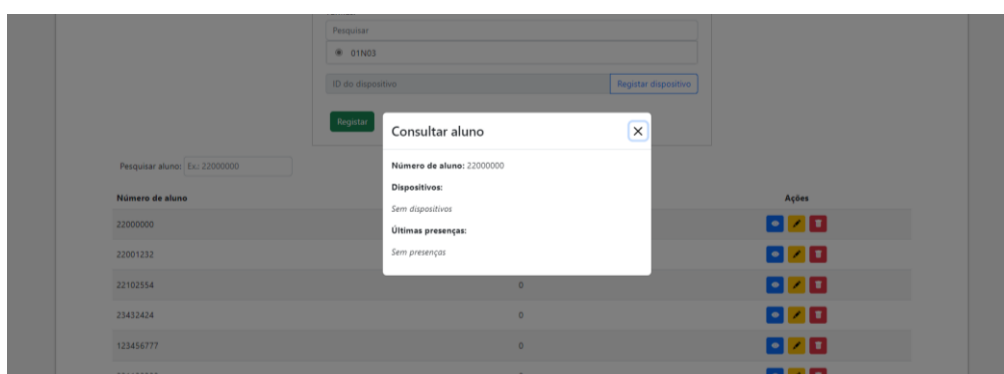 Pesquisar
01N03
ID do dispositivo
Registar dispositivo
Registar
Consultar aluno
Número de aluno: 22000000
Dispositivos:
Sem dispositivos
Últimas presenças:
Sem presenças
Pesquisar aluno: Ex.: 22000000
Número de aluno
Ações
22000000
22001232
22102554
0
23432424
0
123456777
0